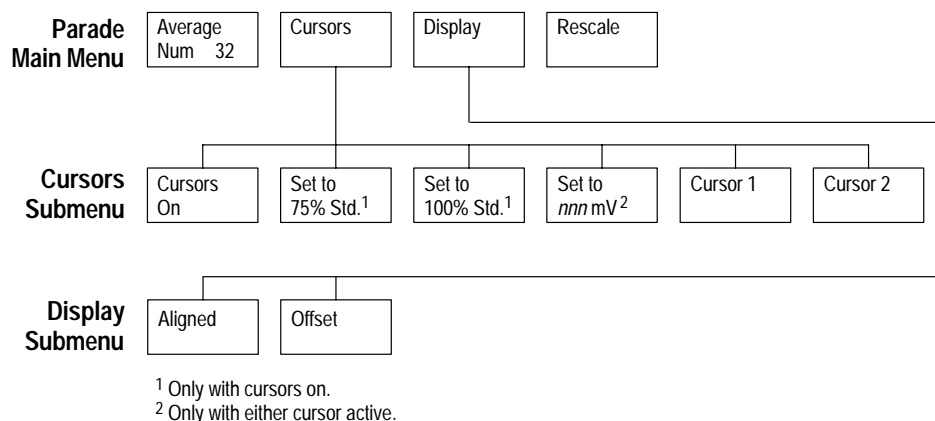 Parade
Main Menu
Average
Num 32
Cursors
Display
Rescale
Cursors
Submenu
Cursors
On
Set to
75% Std.1
Set to
100% Std.1
Set to
nnn mV2
Cursor 1
Cursor 2
Display
Submenu
Aligned
Offset
1 Only with cursors on.
2 Only with either cursor active.